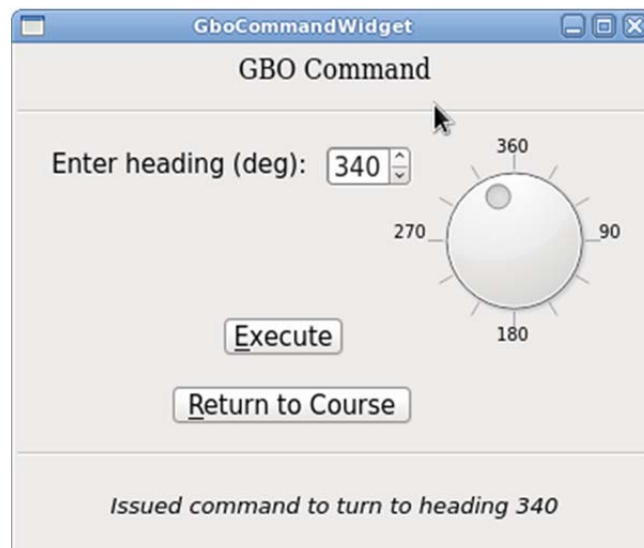 GboCommandWidget
GBO Command
Enter heading (deg): 340
360
270
90
180
Execute
Return to Course
Issued command to turn to heading 340